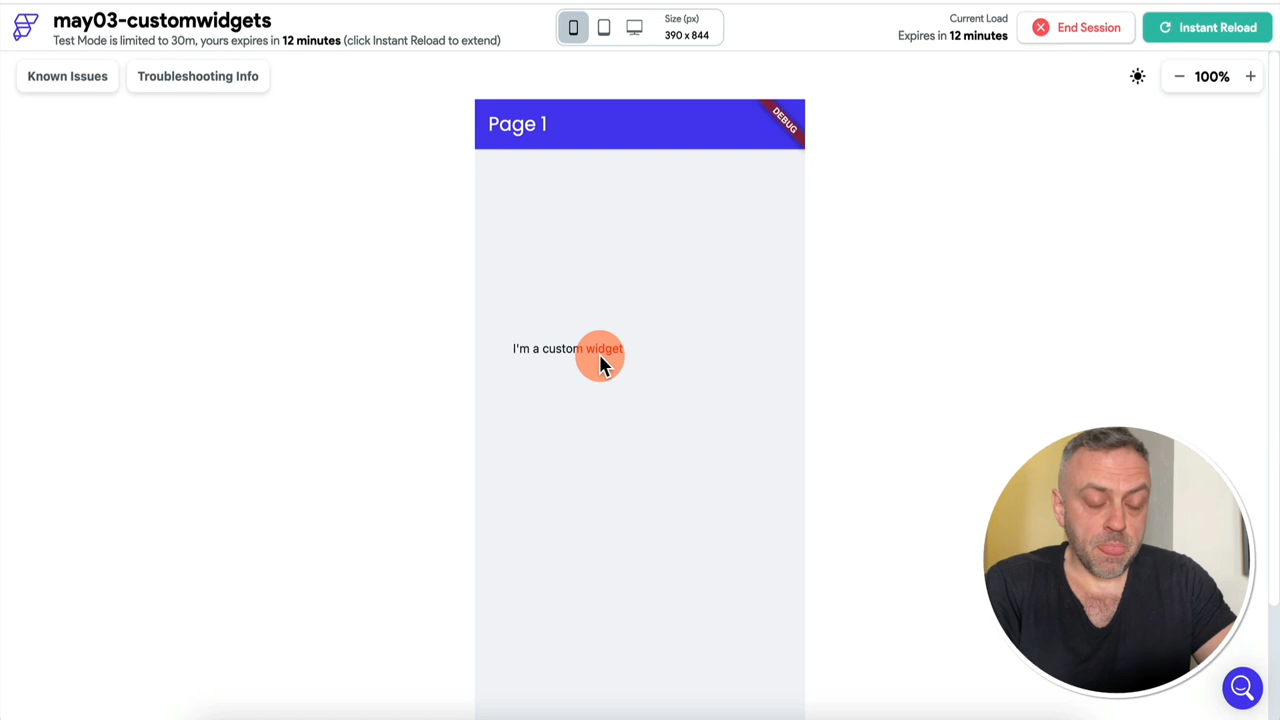 may03-customwidgets
Test Mode is limited to 30m, yours expires in 12 minutes (click Instant Reload to extend)
Size (px)
390 x 844
Current Load
Expires in 12 minutes
End Session
Instant Reload
Known Issues
Troubleshooting Info
100%
Page 1
DEBUG
I'm a custom widget